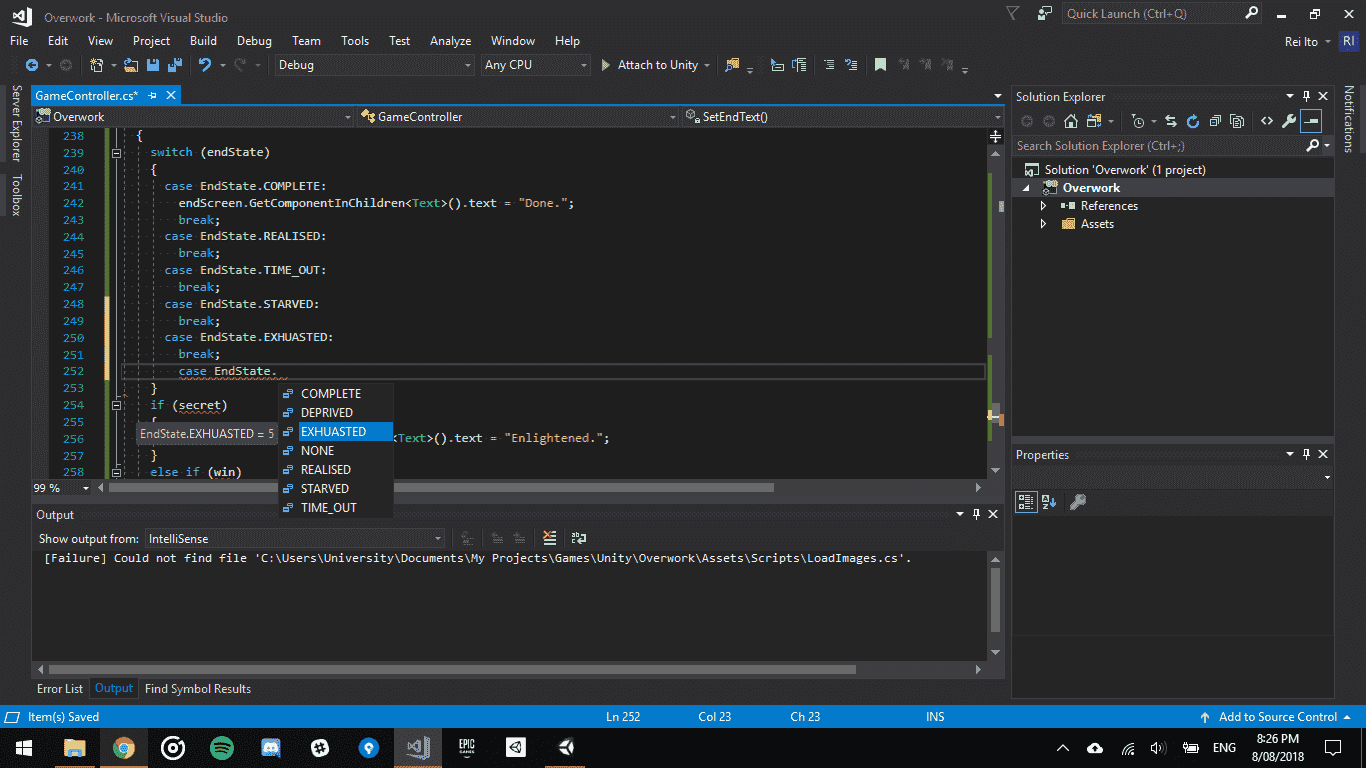 Overwork - Microsoft Visual Studio
Quick Launch (Ctrl+Q)
File Edit View Project Build Debug Team Tools Test Analyze Window Help
Rei Ito RI
Debug Any CPU Attach to Unity
Server Explorer
Toolbox
GameController.cs*
Overwork GameController SetEndText()
238 {
239 switch (endState)
240 {
241 case EndState.COMPLETE:
242 endScreen.GetComponentInChildren<Text>().text = "Done.";
243 break;
244 case EndState.REALISED:
245 break;
246 case EndState.TIME_OUT:
247 break;
248 case EndState.STARVED:
249 break;
250 case EndState.EXHUASTED:
251 break;
252 case EndState.
253 }
254 if (secret)
255 {
256 <Text>().text = "Enlightened.";
257 }
258 else if (win)
COMPLETE
DEPRIVED
EXHUASTED
NONE
REALISED
STARVED
TIME_OUT
EndState.EXHUASTED = 5
99 %
Output
Show output from: IntelliSense
[Failure] Could not find file 'C:\Users\University\Documents\My Projects\Games\Unity\Overwork\Assets\Scripts\LoadImages.cs'.
Error List Output Find Symbol Results
Solution Explorer
Search Solution Explorer (Ctrl+;)
Solution 'Overwork' (1 project)
Overwork
References
Assets
Properties
Notifications
Item(s) Saved Ln 252 Col 23 Ch 23 INS Add to Source Control
EPIC GAMES
ENG
8:26 PM
8/08/2018